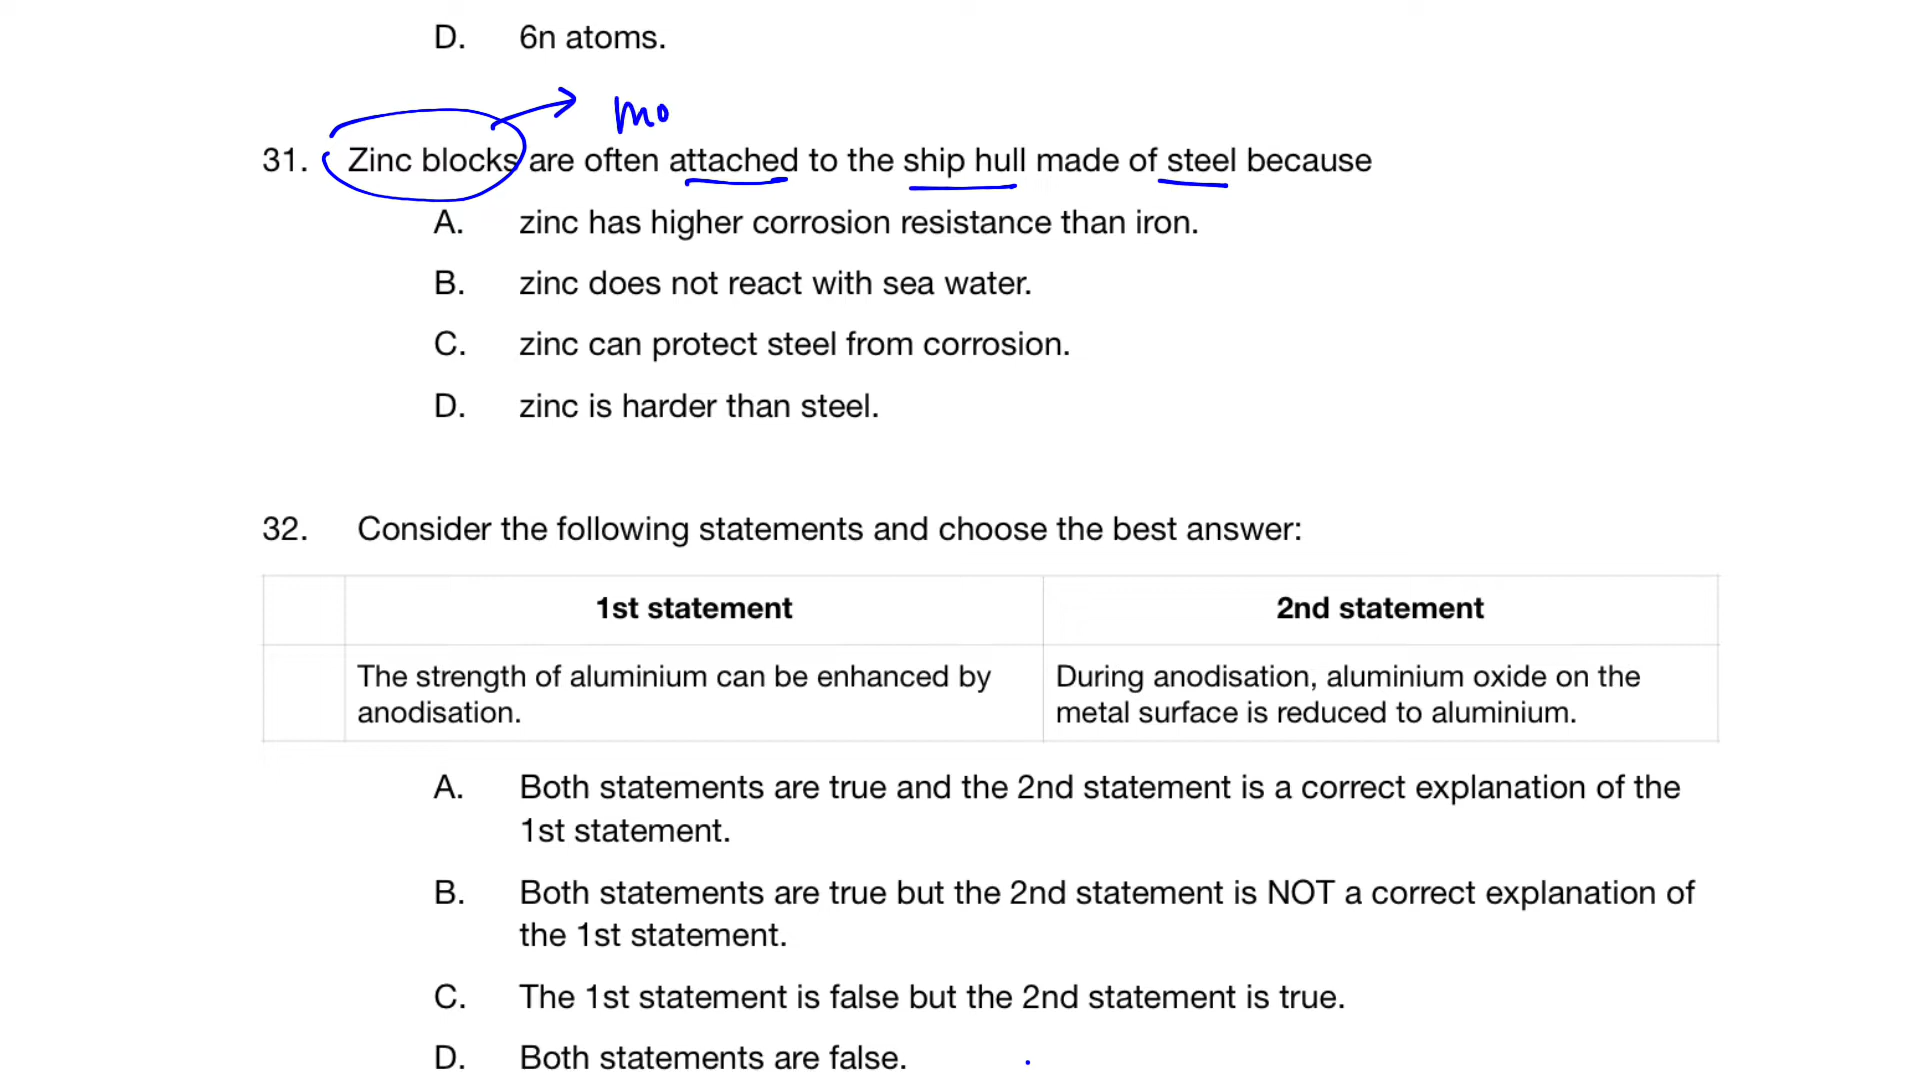 D. 6n atoms.
mo
31. Zinc blocks are often attached to the ship hull made of steel because
A. zinc has higher corrosion resistance than iron.
B. zinc does not react with sea water.
C. zinc can protect steel from corrosion.
D. zinc is harder than steel.
32. Consider the following statements and choose the best answer:
1st statement 2nd statement
The strength of aluminium can be enhanced by
anodisation.
During anodisation, aluminium oxide on the
metal surface is reduced to aluminium.
A. Both statements are true and the 2nd statement is a correct explanation of the
1st statement.
B. Both statements are true but the 2nd statement is NOT a correct explanation of
the 1st statement.
C. The 1st statement is false but the 2nd statement is true.
D. Both statements are false.